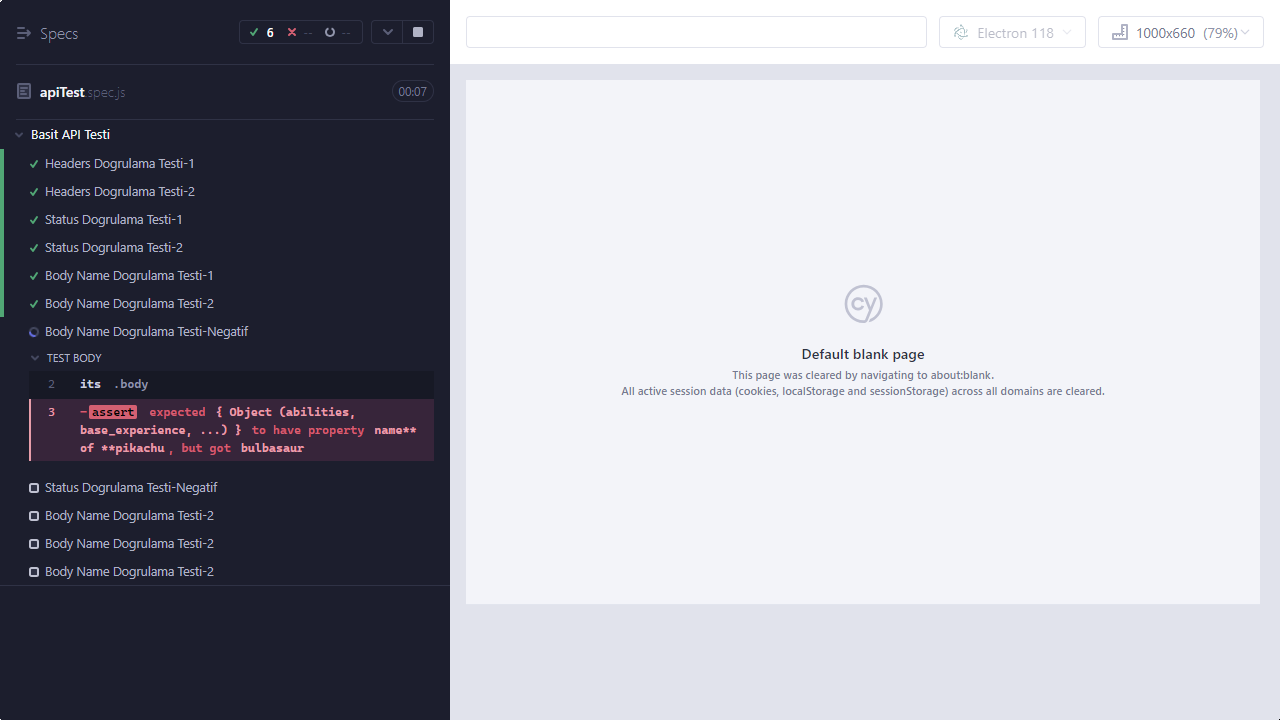 Specs
6 -- --
Electron 118
1000x660 (79%)
apiTest.spec.js
00:07
Basit API Testi
Headers Dogrulama Testi-1
Headers Dogrulama Testi-2
Status Dogrulama Testi-1
Status Dogrulama Testi-2
Body Name Dogrulama Testi-1
Body Name Dogrulama Testi-2
Body Name Dogrulama Testi-Negatif
TEST BODY
2 its .body
3 -assert expected { Object (abilities,
base_experience, ...) } to have property name**
of **pikachu, but got bulbasaur
Status Dogrulama Testi-Negatif
Body Name Dogrulama Testi-2
Body Name Dogrulama Testi-2
Body Name Dogrulama Testi-2
cy
Default blank page
This page was cleared by navigating to about:blank.
All active session data (cookies, localStorage and sessionStorage) across all domains are cleared.